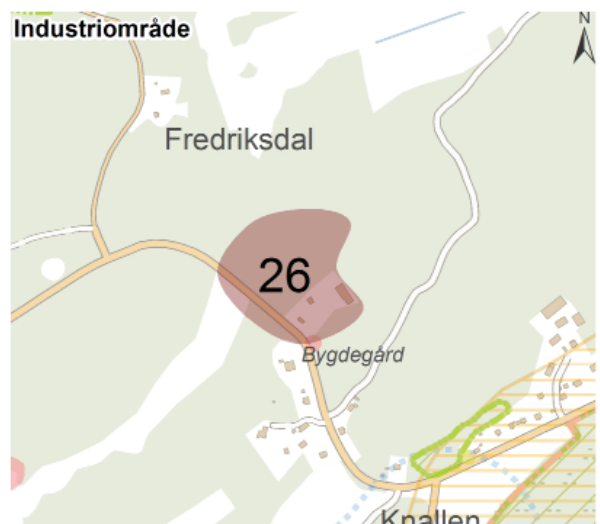 Industriområde
N
Fredriksdal
26
Bygdegård
Knallen